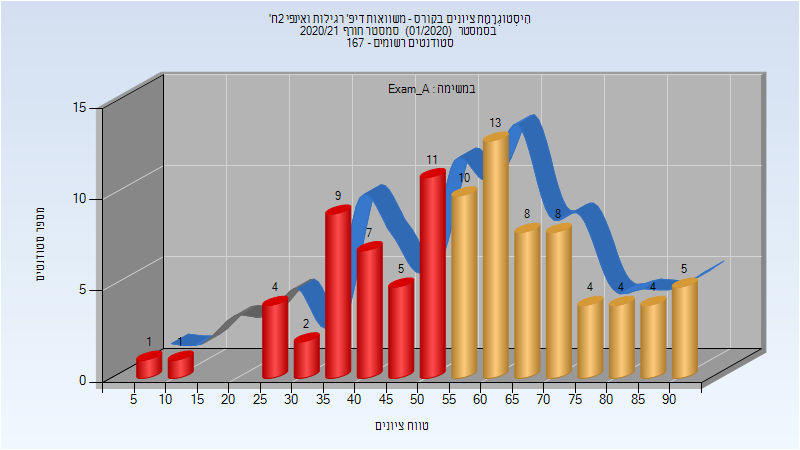 הִיסְטוֹגְרָמַת ציונים בקורס - משוואות דיפ' רגילות ואינפי 2ח'
בסמסטר (01/2020) סמסטר חורף 2020/21
סטודנטים רשומים - 167
במשימה : Exam_A
מספר סטודנטים
15
10
5
0
1
1
4
2
9
7
5
11
10
13
8
8
4
4
4
5
5 10 15 20 25 30 35 40 45 50 55 60 65 70 75 80 85 90
טווח ציונים